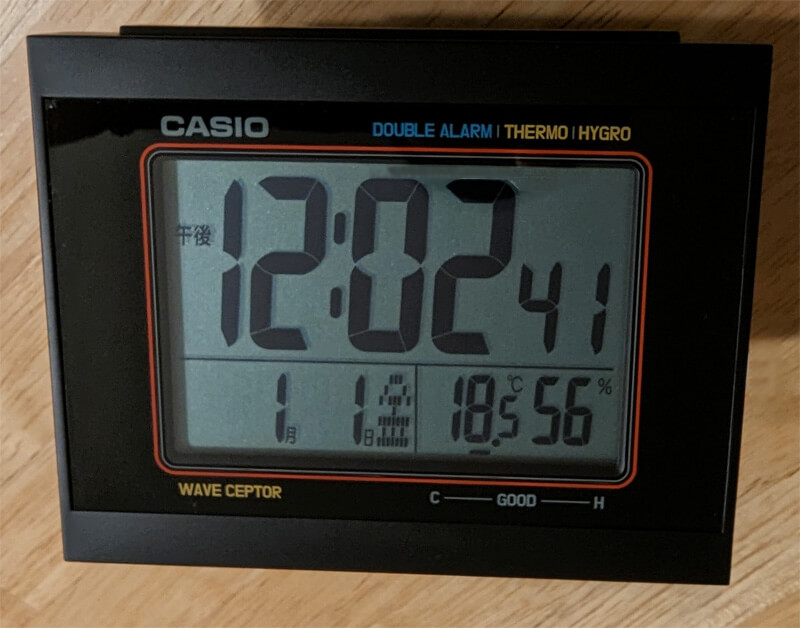 CASIO
DOUBLE ALARM | THERMO | HYGRO
午後 12:02 41
1月 1日 金 18.5℃ 56%
WAVE CEPTOR
C GOOD H